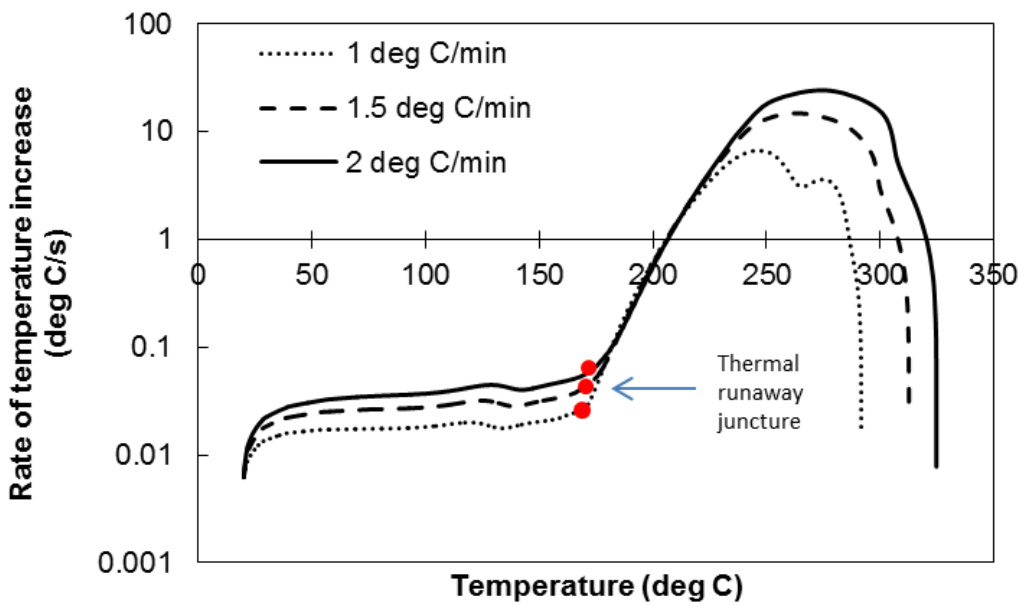 100
1 deg C/min
1.5 deg C/min
10
2 deg C/min
1
0 50 100 150 200 250 300 350
0.1
Thermal
runaway
juncture
0.01
0.001
Temperature (deg C)
Rate of temperature increase
(deg C/s)